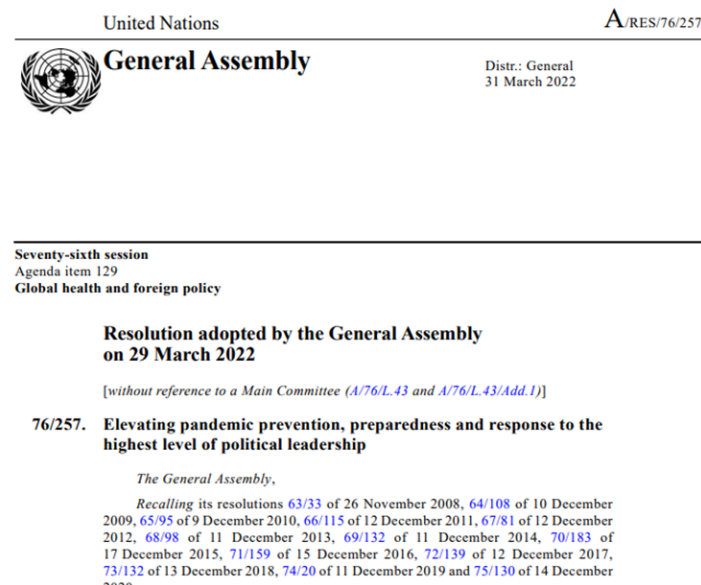 United Nations
A/RES/76/257
General Assembly
Distr.: General
31 March 2022
Seventy-sixth session
Agenda item 129
Global health and foreign policy
Resolution adopted by the General Assembly
on 29 March 2022
[without reference to a Main Committee (A/76/L.43 and A/76/L.43/Add.1)]
76/257. Elevating pandemic prevention, preparedness and response to the
highest level of political leadership
The General Assembly,
Recalling its resolutions 63/33 of 26 November 2008, 64/108 of 10 December
2009, 65/95 of 9 December 2010, 66/115 of 12 December 2011, 67/81 of 12 December
2012, 68/98 of 11 December 2013, 69/132 of 11 December 2014, 70/183 of
17 December 2015, 71/159 of 15 December 2016, 72/139 of 12 December 2017,
73/132 of 13 December 2018, 74/20 of 11 December 2019 and 75/130 of 14 December